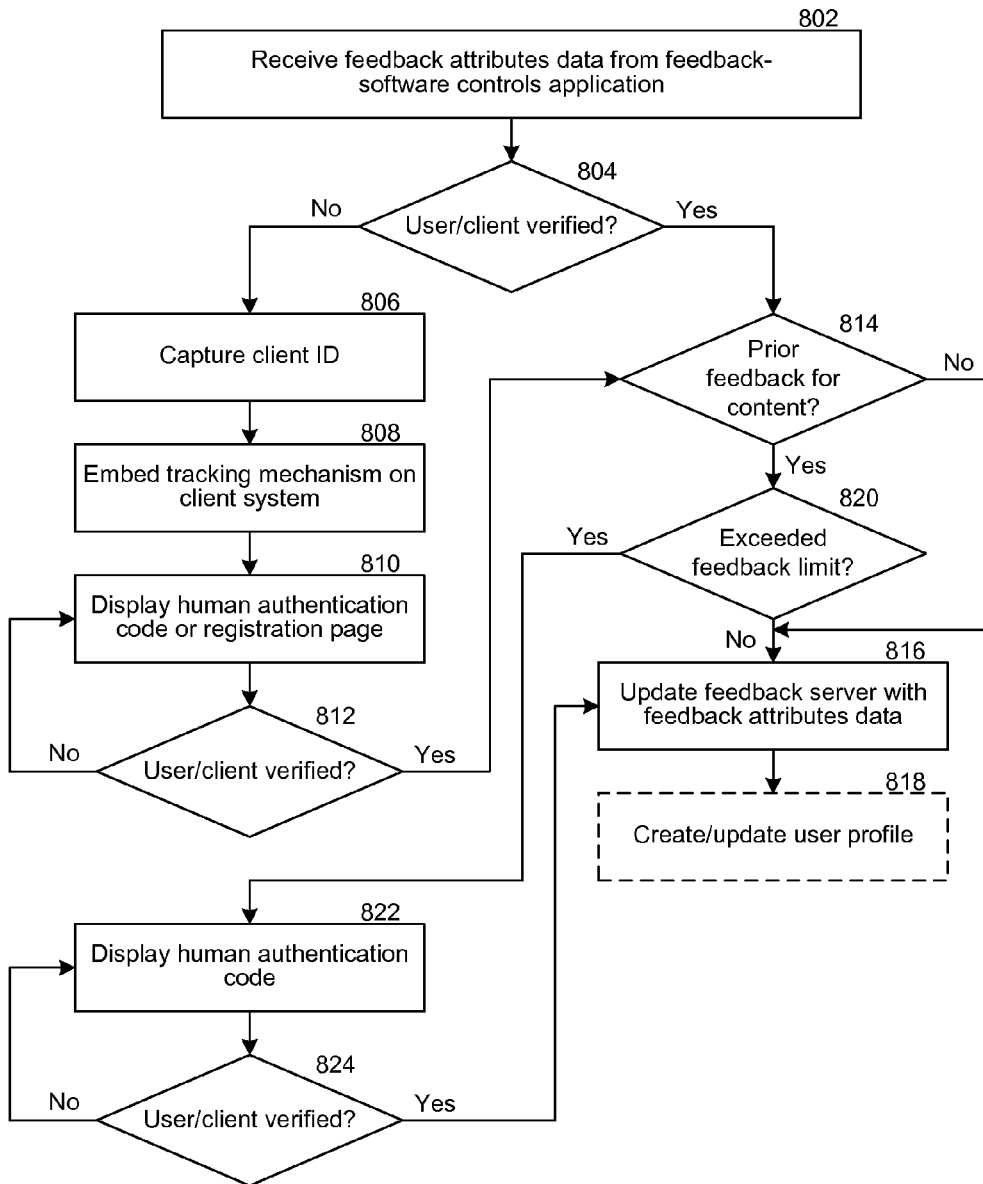 802
Receive feedback attributes data from feedback-
software controls application
804
No
User/client verified?
Yes
806
Capture client ID
814
Prior
feedback for
content?
No
808
Embed tracking mechanism on
client system
Yes
820
Yes
Exceeded
feedback limit?
810
Display human authentication
code or registration page
No
816
Update feedback server with
feedback attributes data
812
No
User/client verified?
Yes
818
Create/update user profile
822
Display human authentication
code
824
No
User/client verified?
Yes